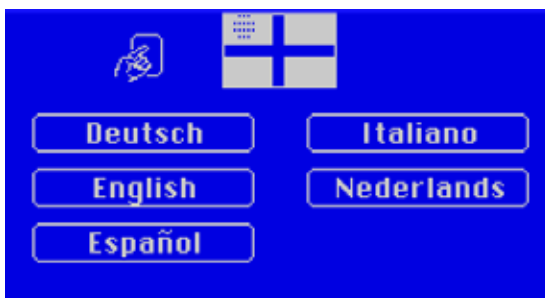 Deutsch
Italiano
English
Nederlands
Español